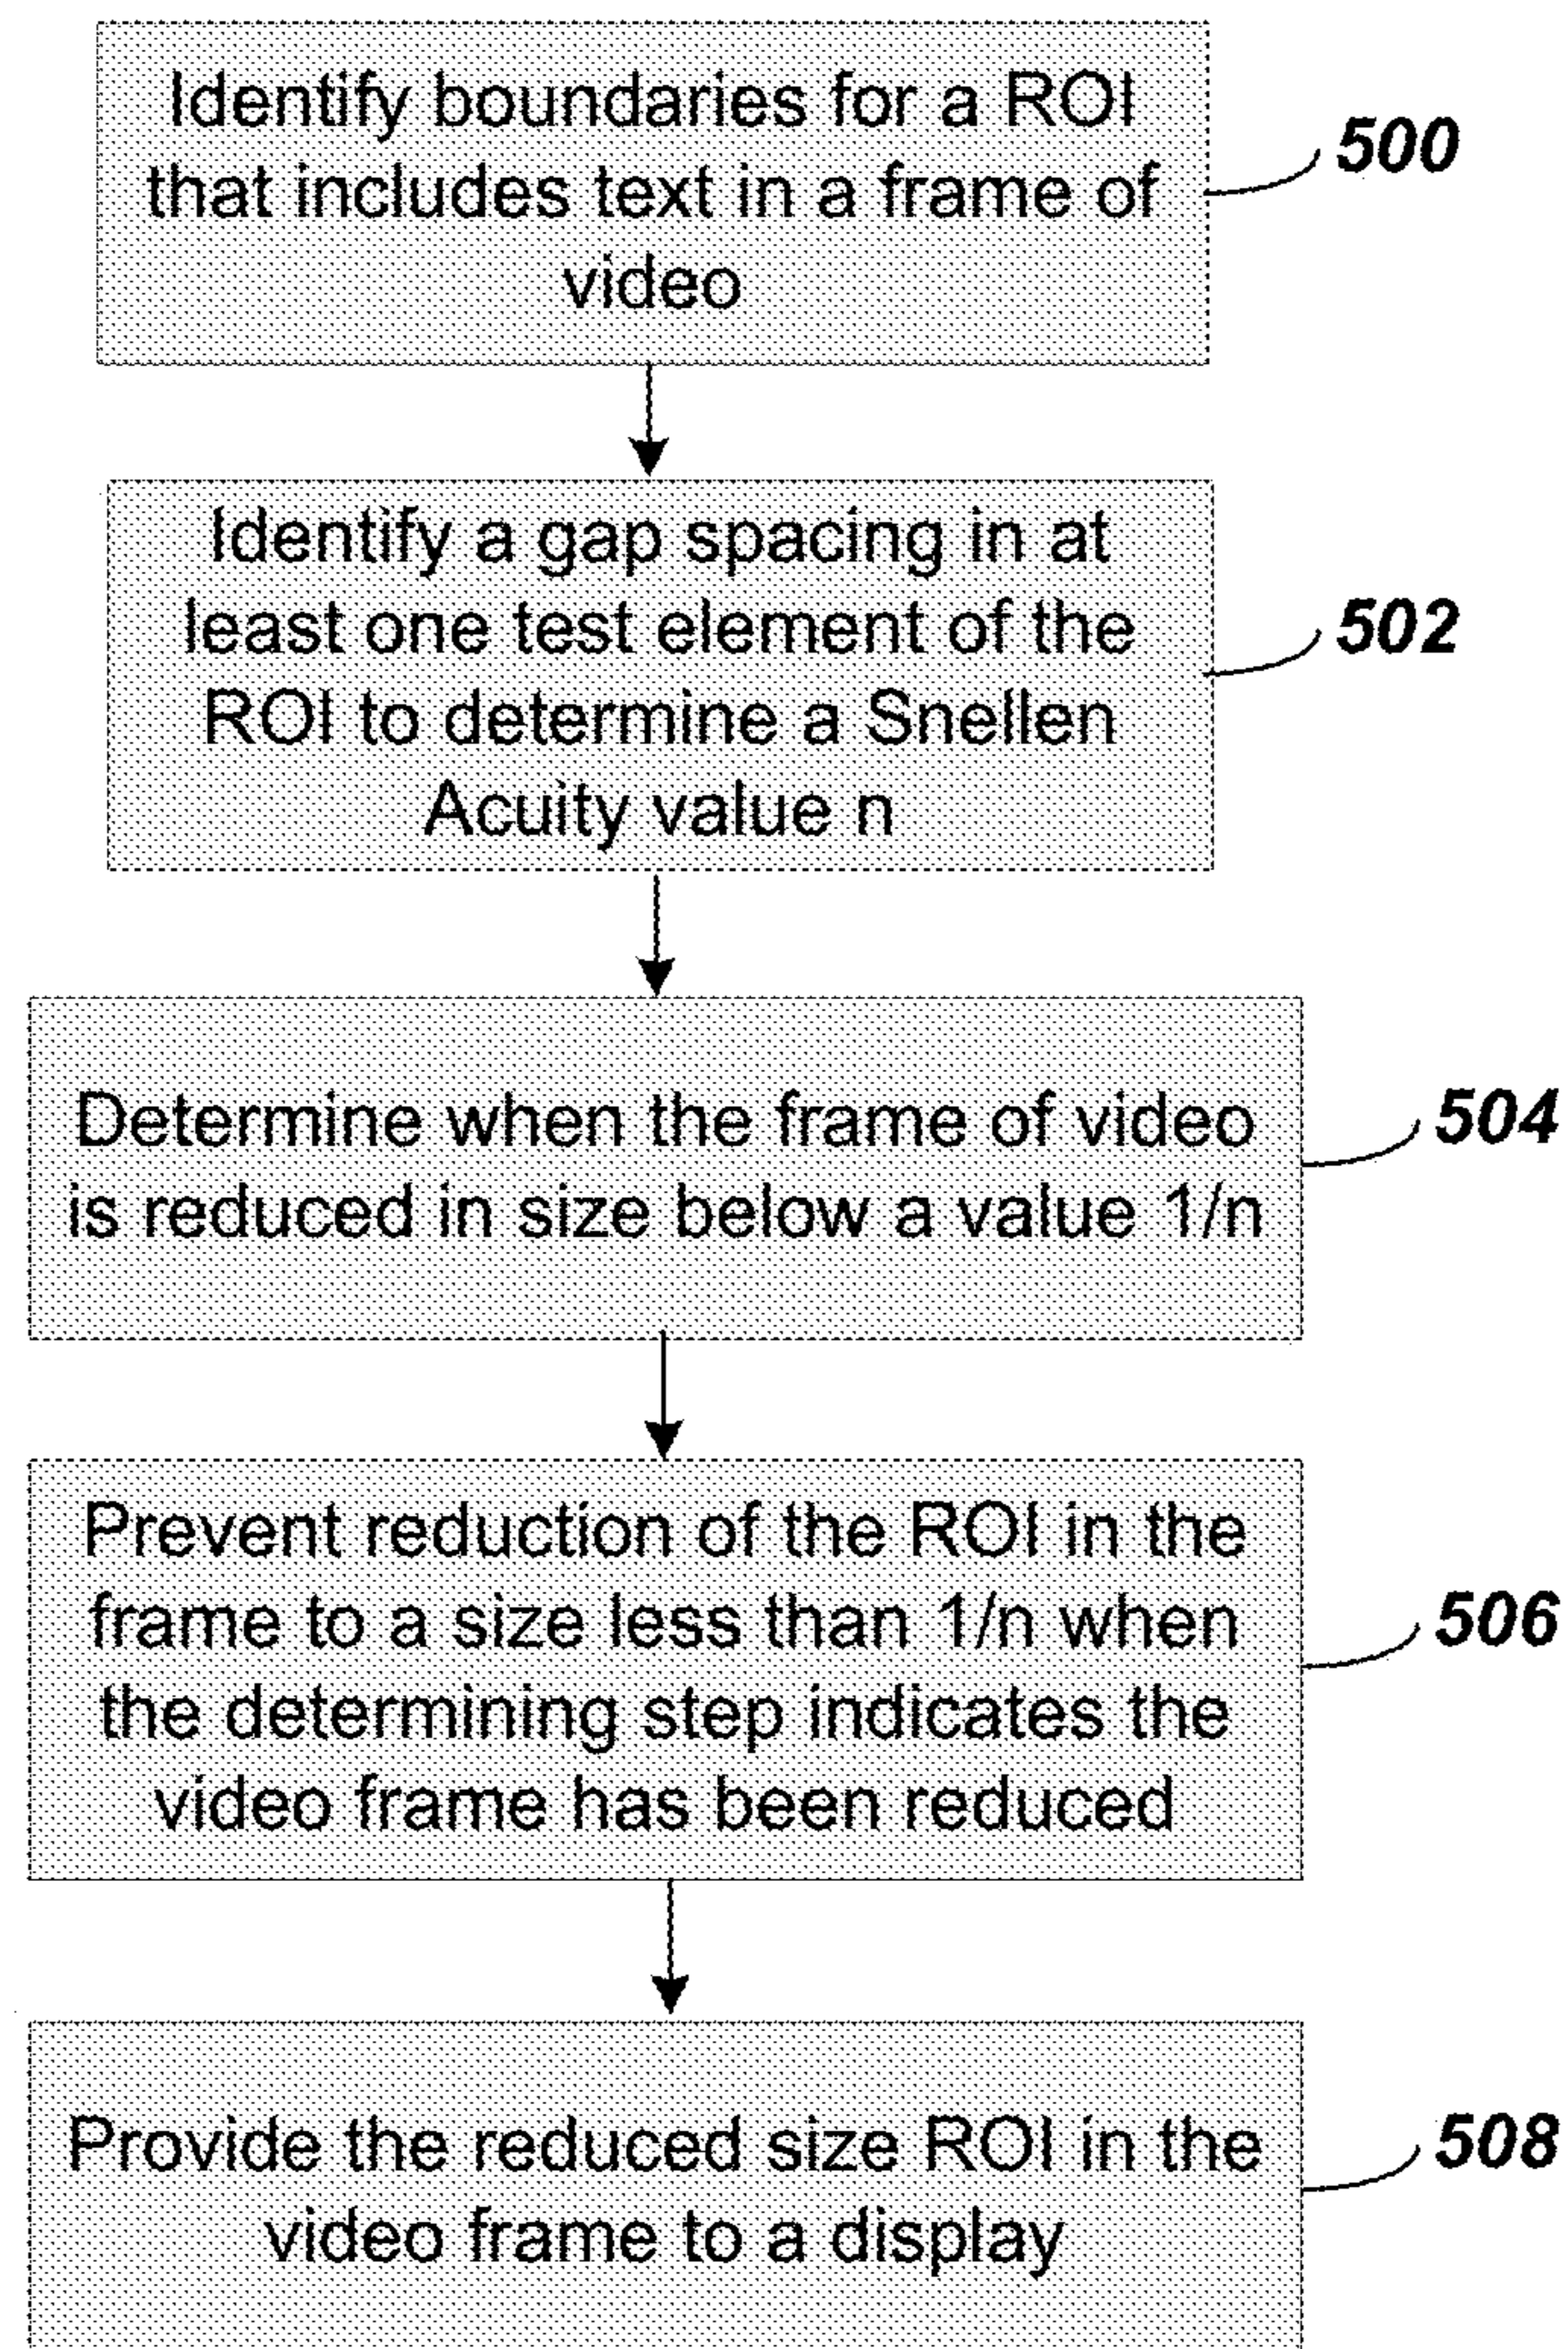 Identify boundaries for a ROI
that includes text in a frame of
video
500
Identify a gap spacing in at
least one test element of the
ROI to determine a Snellen
Acuity value n
502
Determine when the frame of video
is reduced in size below a value 1/n
504
Prevent reduction of the ROI in the
frame to a size less than 1/n when
the determining step indicates the
video frame has been reduced
506
Provide the reduced size ROI in the
video frame to a display
508